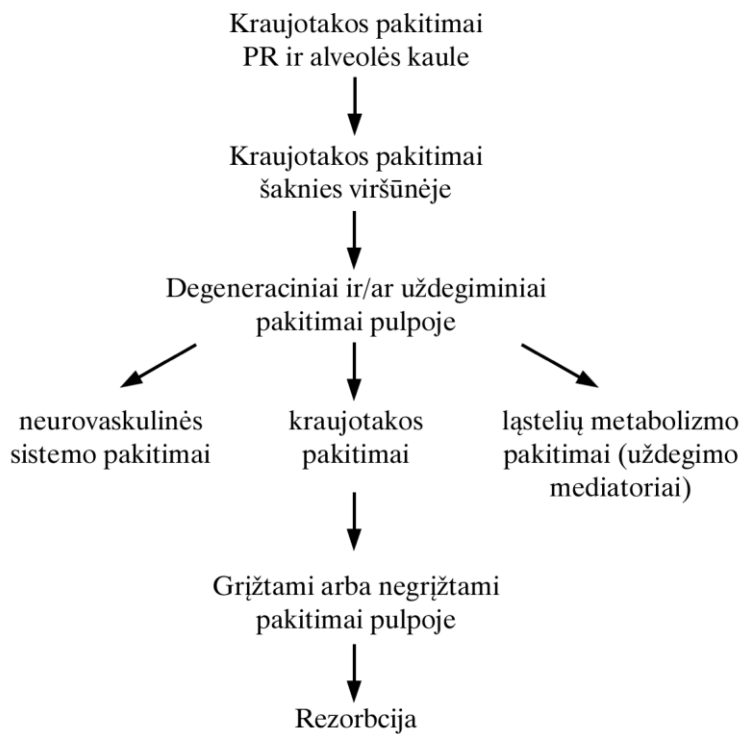 Kraujotakos pakitimai
PR ir alveolės kaule
Kraujotakos pakitimai
šaknies viršūnėje
Degeneraciniai ir/ar uždegiminiai
pakitimai pulpoje
neurovaskulinės
sistemo pakitimai
kraujotakos
pakitimai
ląstelių metabolizmo
pakitimai (uždegimo
mediatoriai)
Grįžtami arba negrįžtami
pakitimai pulpoje
Rezorbcija